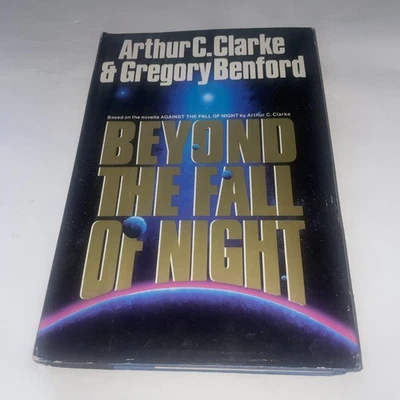 Arthur C. Clarke
& Gregory Benford
Based on the novella AGAINST THE FALL OF NIGHT by Arthur C. Clarke
BEYOND
THE FALL
OF NIGHT